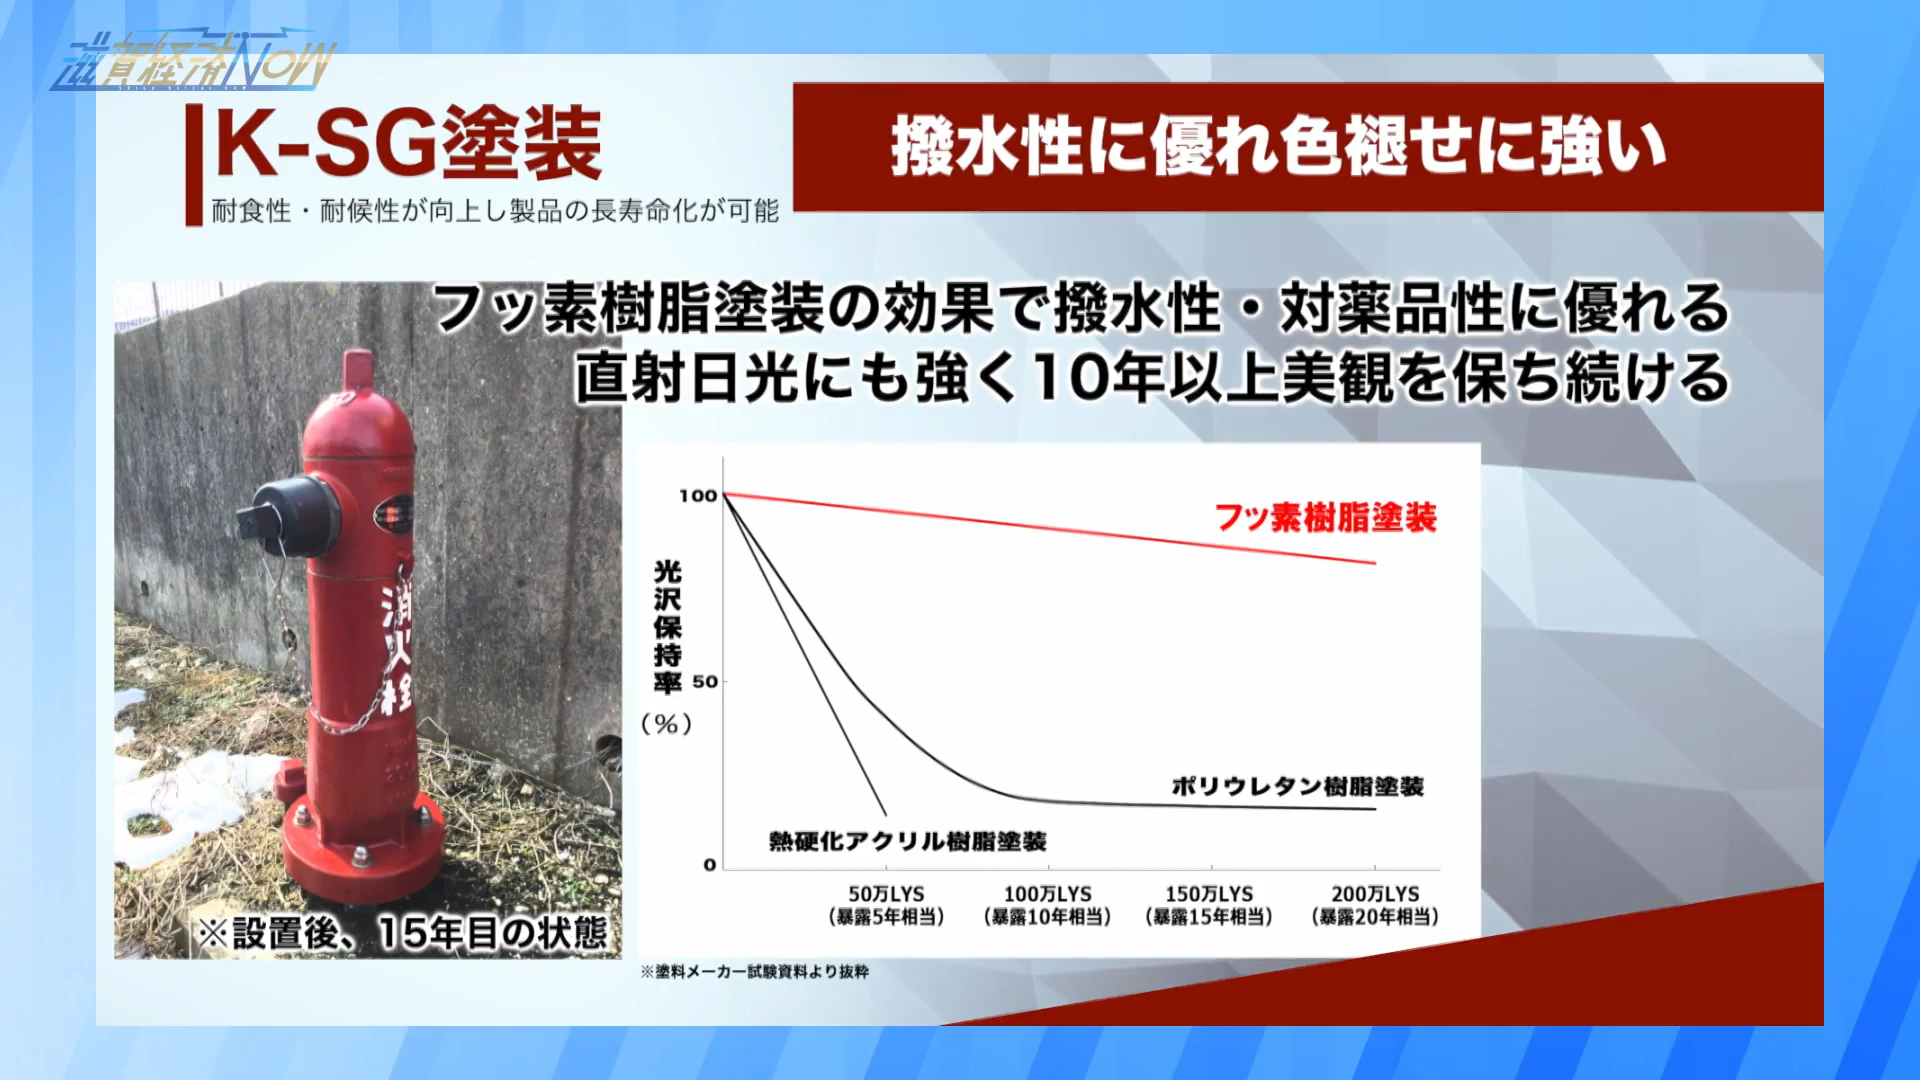 滋賀経済NOW
K-SG塗装
耐食性・耐候性が向上し製品の長寿命化が可能
撥水性に優れ色褪せに強い
フッ素樹脂塗装の効果で撥水性・対薬品性に優れる
直射日光にも強く10年以上美観を保ち続ける
消火栓
※設置後、15年目の状態
光沢保持率
(%)
100
50
0
フッ素樹脂塗装
ポリウレタン樹脂塗装
熱硬化アクリル樹脂塗装
50万LYS
(暴露5年相当)
100万LYS
(暴露10年相当)
150万LYS
(暴露15年相当)
200万LYS
(暴露20年相当)
※塗料メーカー試験資料より抜粋